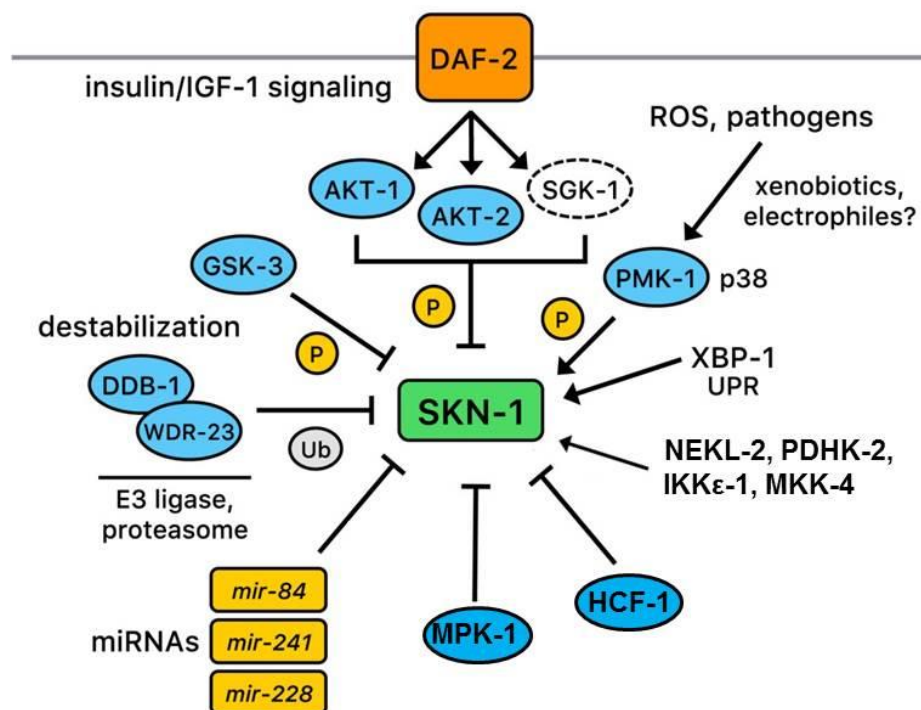 DAF-2
insulin/IGF-1 signaling
ROS, pathogens
AKT-1
AKT-2
SGK-1
xenobiotics,
electrophiles?
GSK-3
PMK-1
p38
P
P
P
destabilization
DDB-1
WDR-23
Ub
SKN-1
XBP-1
UPR
NEKL-2, PDHK-2,
IKKε-1, MKK-4
E3 ligase,
proteasome
miRNAs
mir-84
mir-241
mir-228
MPK-1
HCF-1